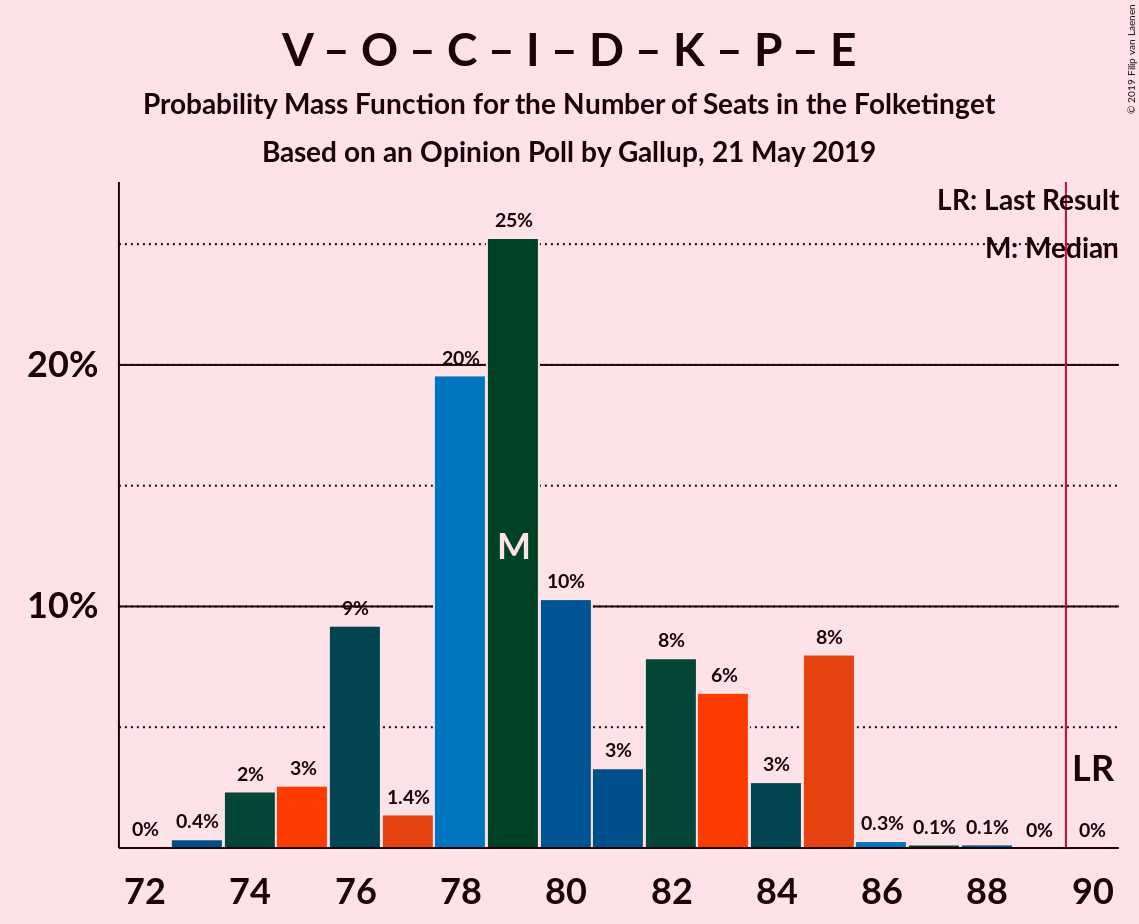 V – O – C – I – D – K – P – E
Probability Mass Function for the Number of Seats in the Folketinget
Based on an Opinion Poll by Gallup, 21 May 2019
© 2019 Filip van Laenen
LR: Last Result
M: Median
25%
20%
20%
M
10%
10%
9%
8%
8%
6%
3%
3%
3%
2%
1.4%
LR
0%
0.4%
0.3%
0.1%
0.1%
0%
0%
72 74 76 78 80 82 84 86 88 90